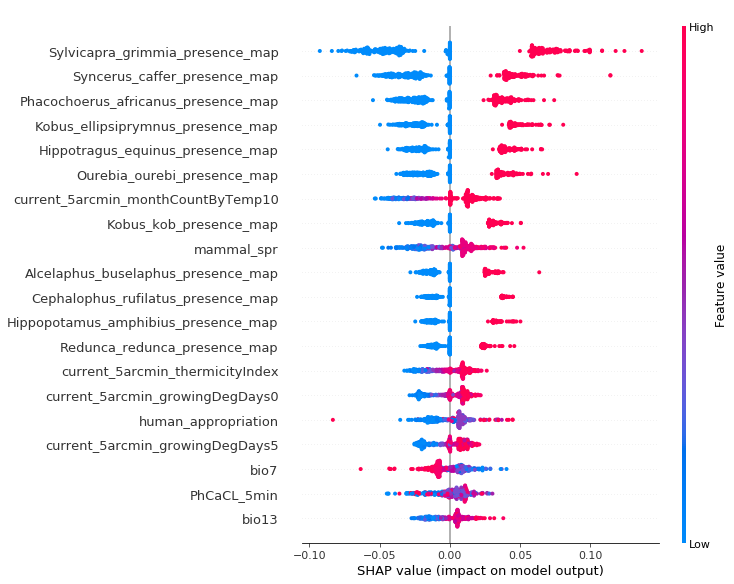 High
Sylvicapra_grimmia_presence_map
Syncerus_caffer_presence_map
Phacochoerus_africanus_presence_map
Kobus_ellipsiprymnus_presence_map
Hippotragus_equinus_presence_map
Ourebia_ourebi_presence_map
current_5arcmin_monthCountByTemp10
Kobus_kob_presence_map
mammal_spr
Alcelaphus_buselaphus_presence_map
Cephalophus_rufilatus_presence_map
Hippopotamus_amphibius_presence_map
Redunca_redunca_presence_map
current_5arcmin_thermicityIndex
current_5arcmin_growingDegDays0
human_appropriation
current_5arcmin_growingDegDays5
bio7
PhCaCL_5min
bio13
Feature value
Low
−0.10 −0.05 0.00 0.05 0.10
SHAP value (impact on model output)